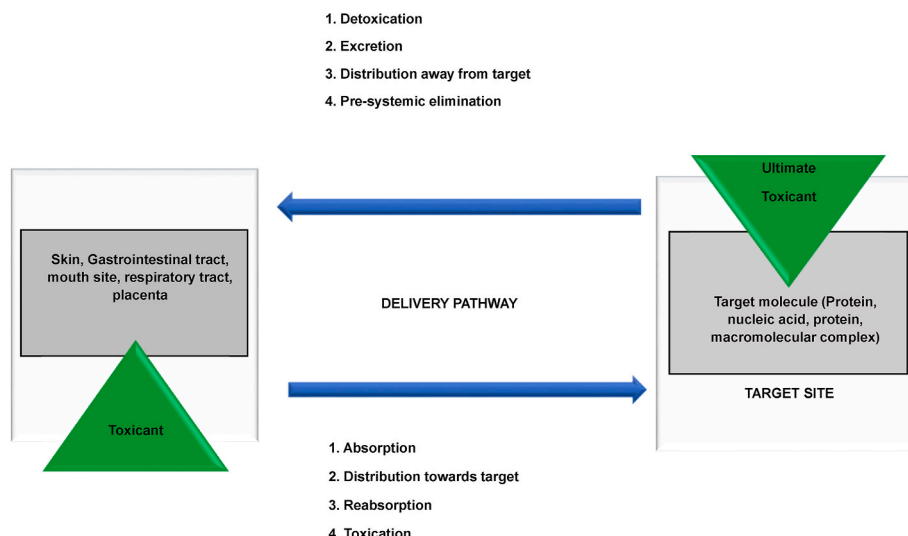 1. Detoxication
2. Excretion
3. Distribution away from target
4. Pre-systemic elimination
Ultimate
Toxicant
Skin, Gastrointestinal tract,
mouth site, respiratory tract,
placenta
DELIVERY PATHWAY
Target molecule (Protein,
nucleic acid, protein,
macromolecular complex)
TARGET SITE
Toxicant
1. Absorption
2. Distribution towards target
3. Reabsorption
4. Toxication